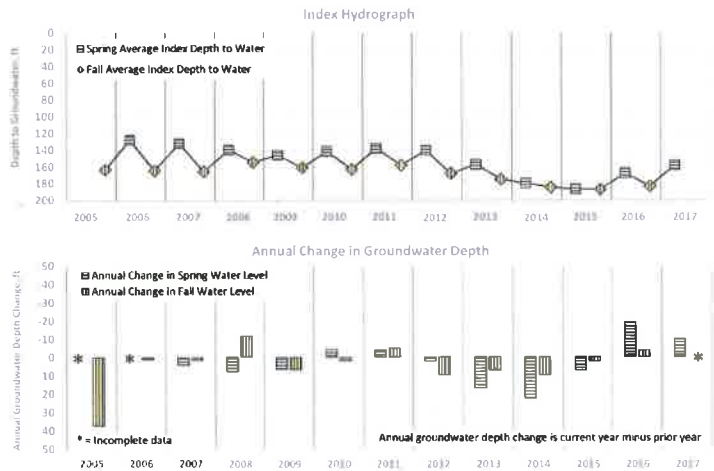 Index Hydrograph
Depth to Groundwater, ft
0
20
40
60
80
100
120
140
160
180
200
Spring Average Index Depth to Water
Fall Average Index Depth to Water
2005 2006 2007 2008 2009 2010 2011 2012 2013 2014 2015 2016 2017
Annual Change in Groundwater Depth
Annual Groundwater Depth Change, ft
-50
-40
-30
-20
-10
0
10
20
30
40
50
Annual Change in Spring Water Level
Annual Change in Fall Water Level
* * *
* = Incomplete data
Annual groundwater depth change is current year minus prior year
2005 2006 2007 2008 2009 2010 2011 2012 2013 2014 2015 2016 2017